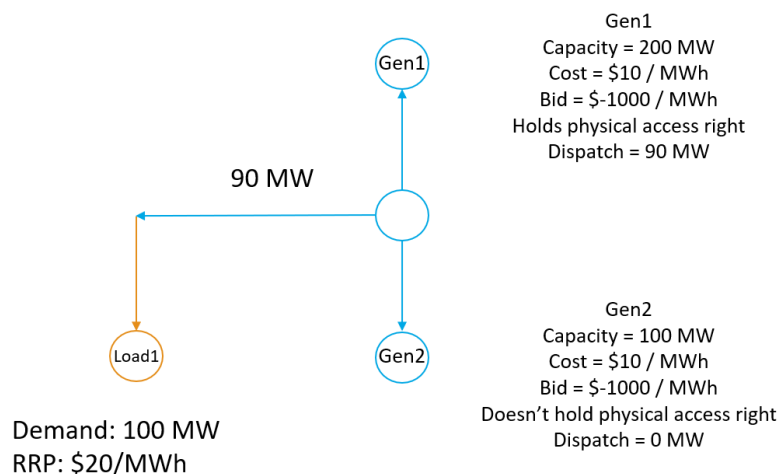 Gen1
Capacity = 200 MW
Cost = $10 / MWh
Bid = $-1000 / MWh
Holds physical access right
Dispatch = 90 MW
Gen1
90 MW
Load1
Gen2
Gen2
Capacity = 100 MW
Cost = $10 / MWh
Bid = $-1000 / MWh
Doesn’t hold physical access right
Dispatch = 0 MW
Demand: 100 MW
RRP: $20/MWh